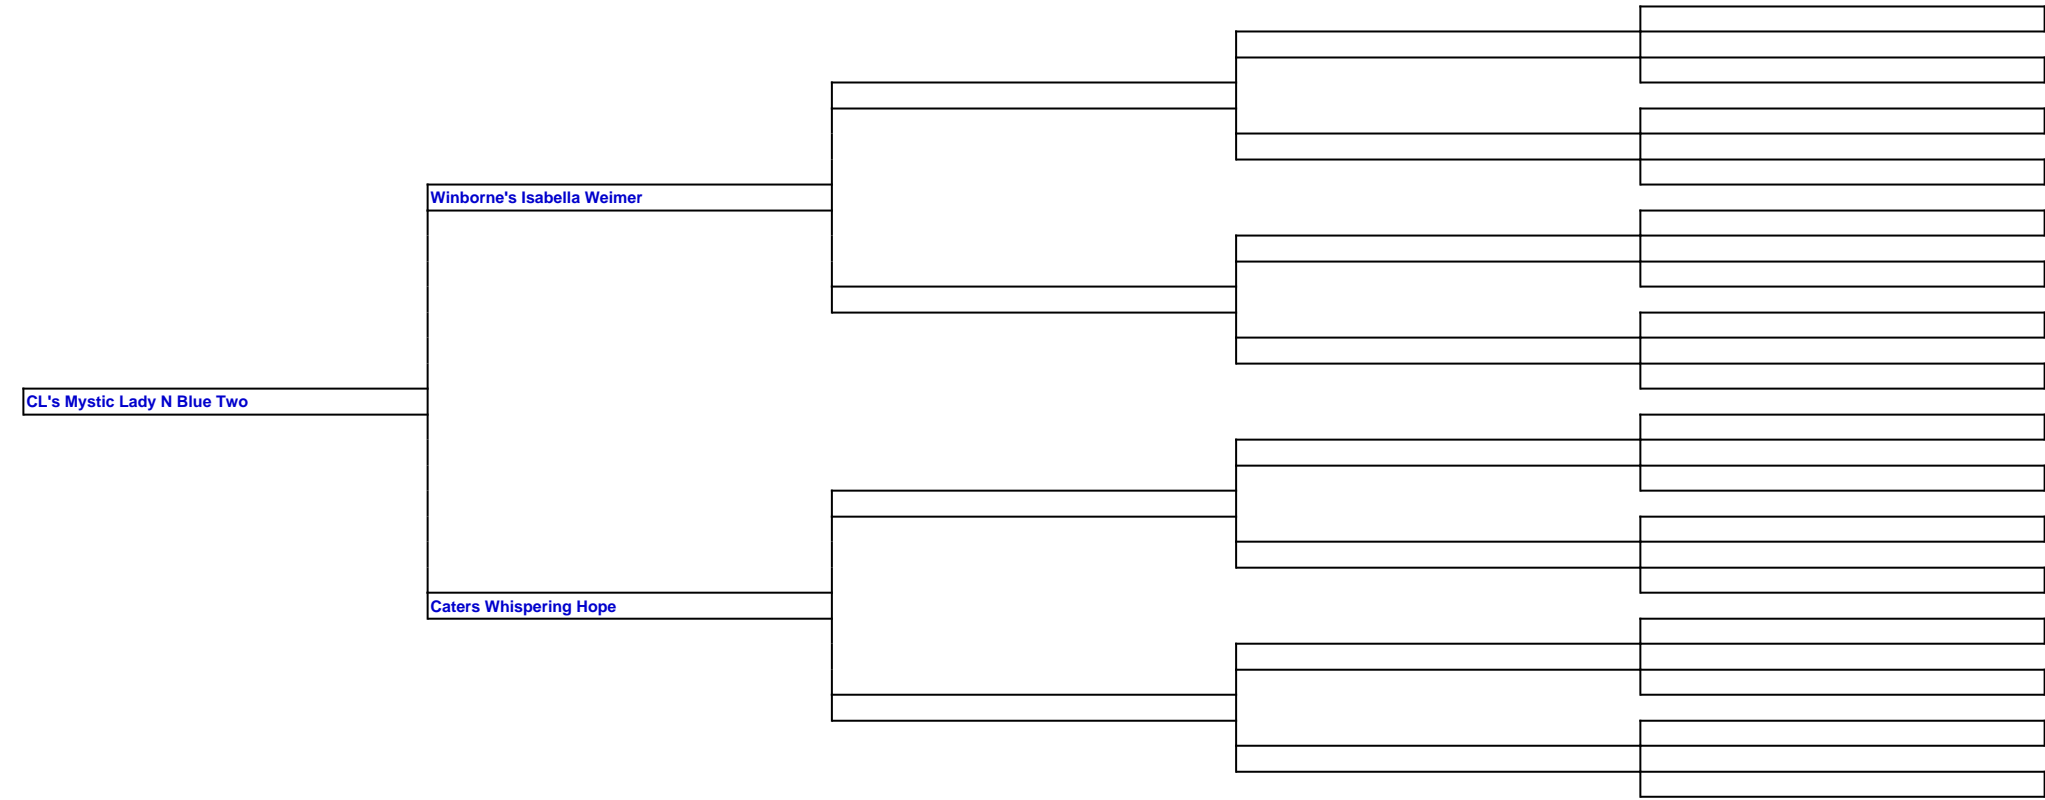 Winborne's Isabella Weimer
CL's Mystic Lady N Blue Two
Caters Whispering Hope